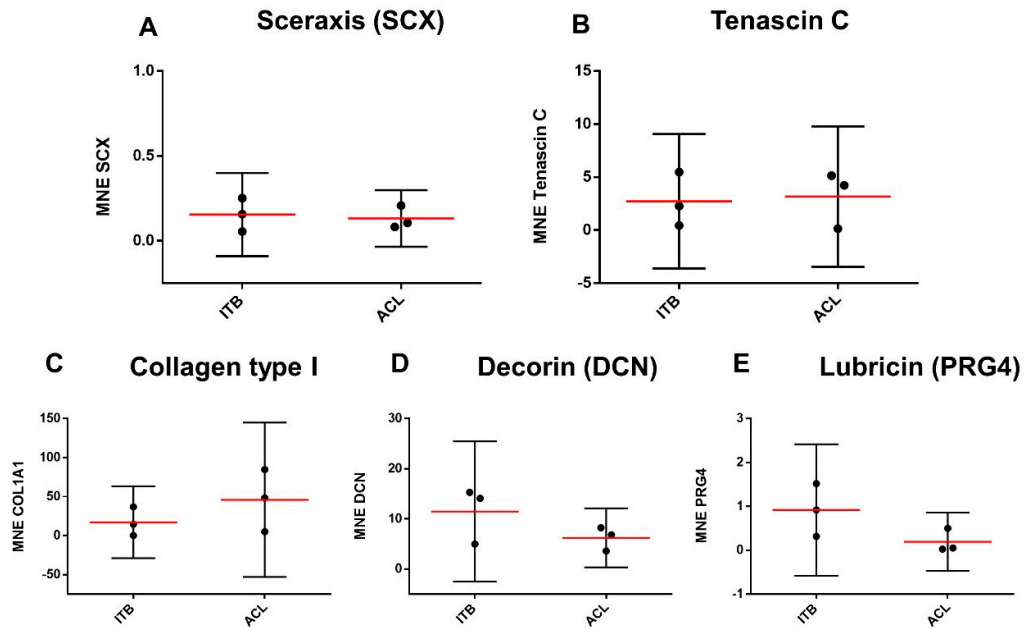 A Sceraxis (SCX)
MNE SCX
1.0
0.5
0.0
ITB ACL
B Tenascin C
MNE Tenascin C
15
10
5
0
-5
ITB ACL
C Collagen type I
MNE COL1A1
150
100
50
0
-50
ITB ACL
D Decorin (DCN)
MNE DCN
30
20
10
0
ITB ACL
E Lubricin (PRG4)
MNE PRG4
3
2
1
0
-1
ITB ACL